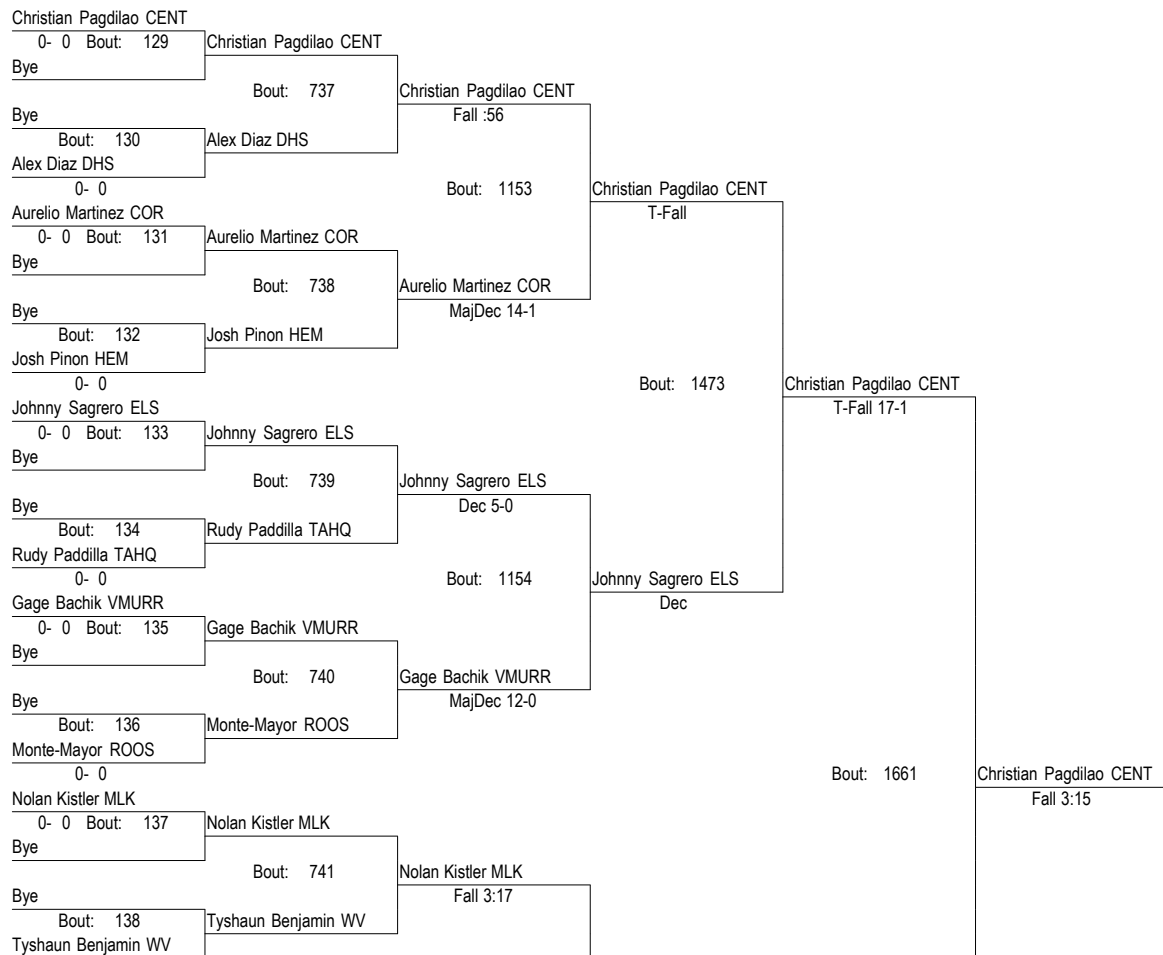 Christian Pagdilao CENT
0- 0 Bout: 129
Christian Pagdilao CENT
Bye
Bout: 737
Christian Pagdilao CENT
Fall :56
Bye
Bout: 130
Alex Diaz DHS
Alex Diaz DHS
0- 0
Bout: 1153
Christian Pagdilao CENT
T-Fall
Aurelio Martinez COR
0- 0 Bout: 131
Aurelio Martinez COR
Bye
Bout: 738
Aurelio Martinez COR
MajDec 14-1
Bye
Bout: 132
Josh Pinon HEM
Josh Pinon HEM
0- 0
Bout: 1473
Christian Pagdilao CENT
T-Fall 17-1
Johnny Sagrero ELS
0- 0 Bout: 133
Johnny Sagrero ELS
Bye
Bout: 739
Johnny Sagrero ELS
Dec 5-0
Bye
Bout: 134
Rudy Paddilla TAHQ
Rudy Paddilla TAHQ
0- 0
Bout: 1154
Johnny Sagrero ELS
Dec
Gage Bachik VMURR
0- 0 Bout: 135
Gage Bachik VMURR
Bye
Bout: 740
Gage Bachik VMURR
MajDec 12-0
Bye
Bout: 136
Monte-Mayor ROOS
Monte-Mayor ROOS
0- 0
Bout: 1661
Christian Pagdilao CENT
Fall 3:15
Nolan Kistler MLK
0- 0 Bout: 137
Nolan Kistler MLK
Bye
Bout: 741
Nolan Kistler MLK
Fall 3:17
Bye
Bout: 138
Tyshaun Benjamin WV
Tyshaun Benjamin WV